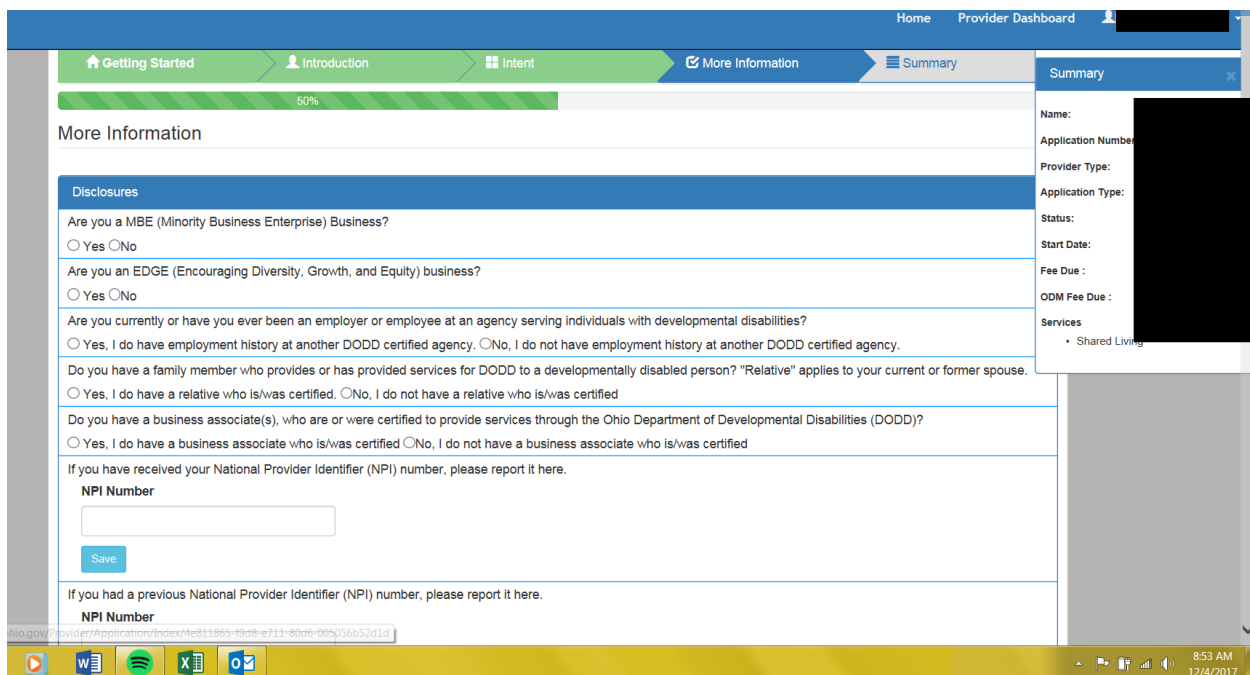 Home Provider Dashboard
Getting Started Introduction Intent More Information Summary
50%
More Information
Disclosures
Are you a MBE (Minority Business Enterprise) Business?
Yes No
Are you an EDGE (Encouraging Diversity, Growth, and Equity) business?
Yes No
Are you currently or have you ever been an employer or employee at an agency serving individuals with developmental disabilities?
Yes, I do have employment history at another DODD certified agency. No, I do not have employment history at another DODD certified agency.
Do you have a family member who provides or has provided services for DODD to a developmentally disabled person? "Relative" applies to your current or former spouse.
Yes, I do have a relative who is/was certified. No, I do not have a relative who is/was certified
Do you have a business associate(s), who are or were certified to provide services through the Ohio Department of Developmental Disabilities (DODD)?
Yes, I do have a business associate who is/was certified No, I do not have a business associate who is/was certified
If you have received your National Provider Identifier (NPI) number, please report it here.
NPI Number
Save
If you had a previous National Provider Identifier (NPI) number, please report it here.
NPI Number
hio.gov/Provider/Application/Index/4e811865-f9d8-e711-80d6-005056b52d1d
Summary
Name:
Application Number
Provider Type:
Application Type:
Status:
Start Date:
Fee Due :
ODM Fee Due :
Services
• Shared Living
8:53 AM
12/4/2017